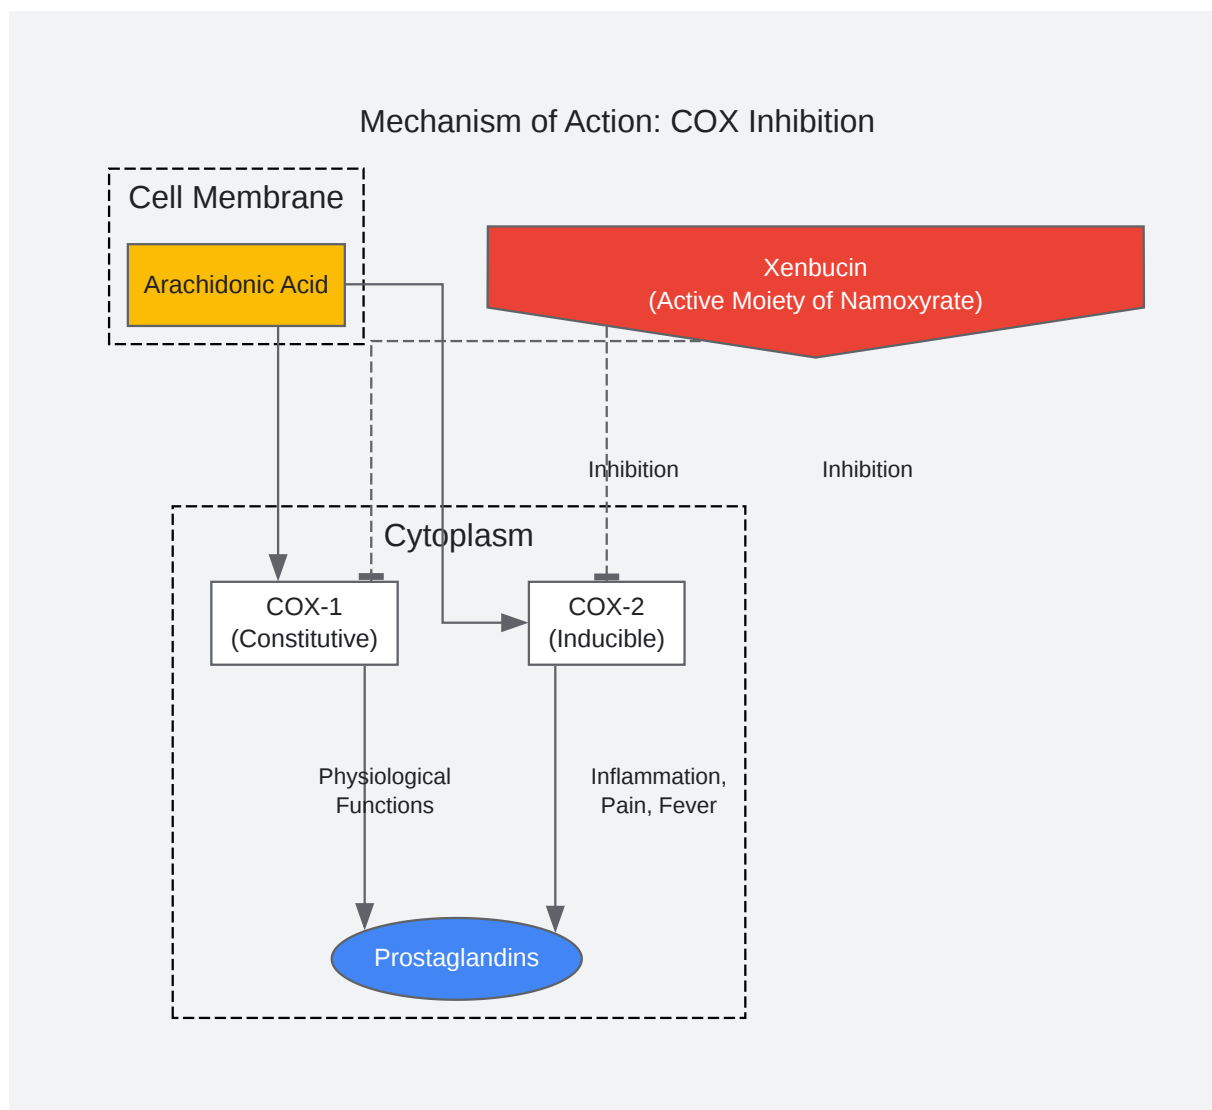 Mechanism of Action: COX Inhibition
Cell Membrane
Arachidonic Acid
Xenbucin
(Active Moiety of Namoxyrate)
Inhibition
Inhibition
Cytoplasm
COX-1
(Constitutive)
COX-2
(Inducible)
Physiological
Functions
Inflammation,
Pain, Fever
Prostaglandins